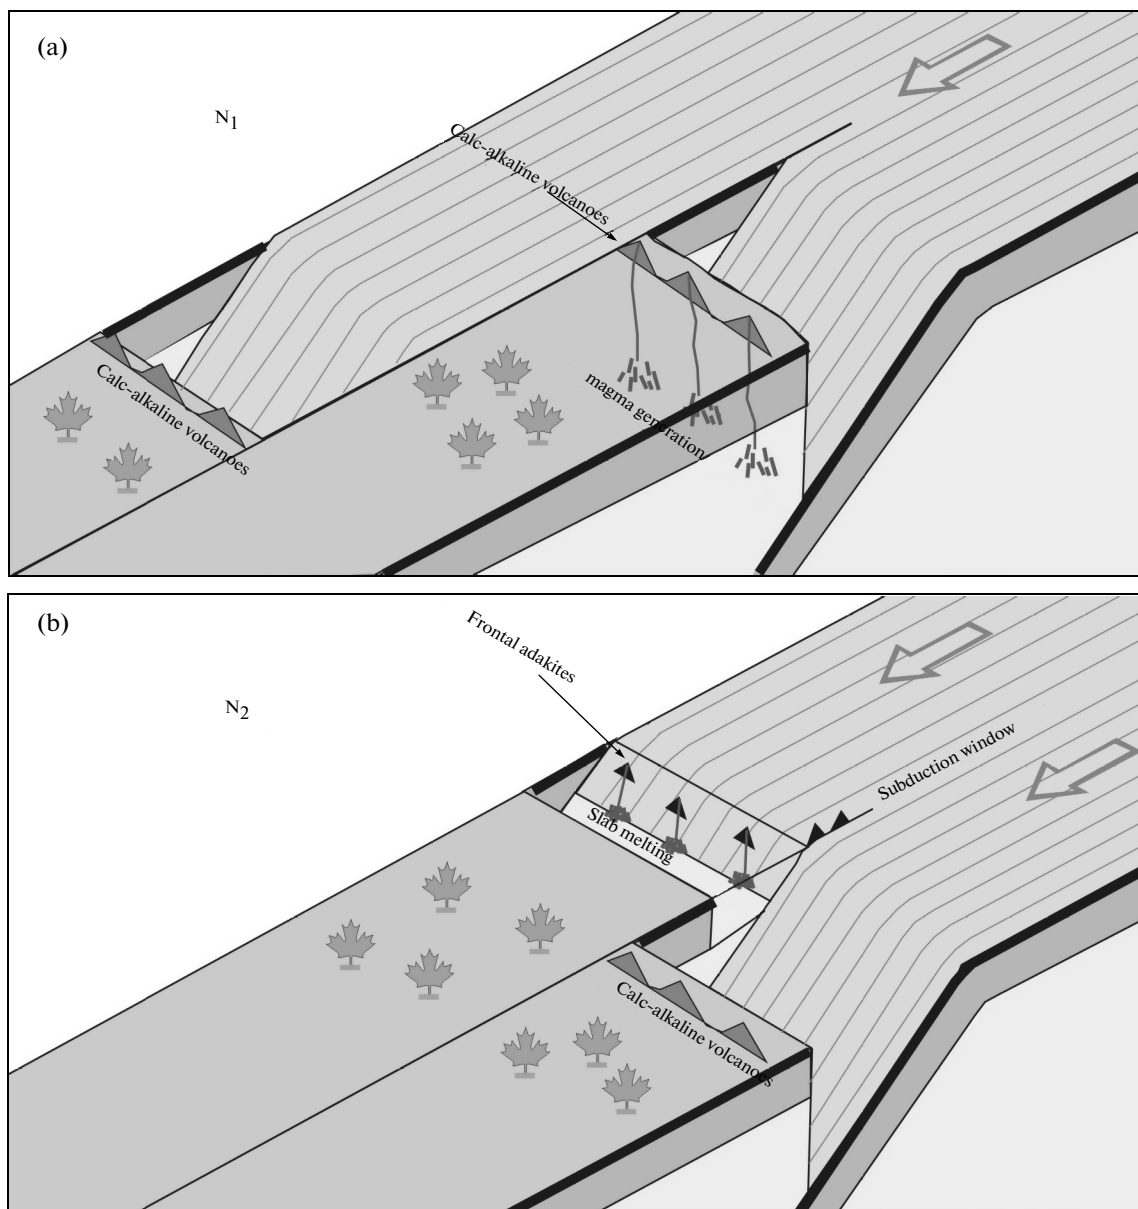 (a)
N1
Calc-alkaline volcanoes
Calc-alkaline volcanoes
magma generation
(b)
N2
Frontal adakites
Subduction window
Slab melting
Calc-alkaline volcanoes